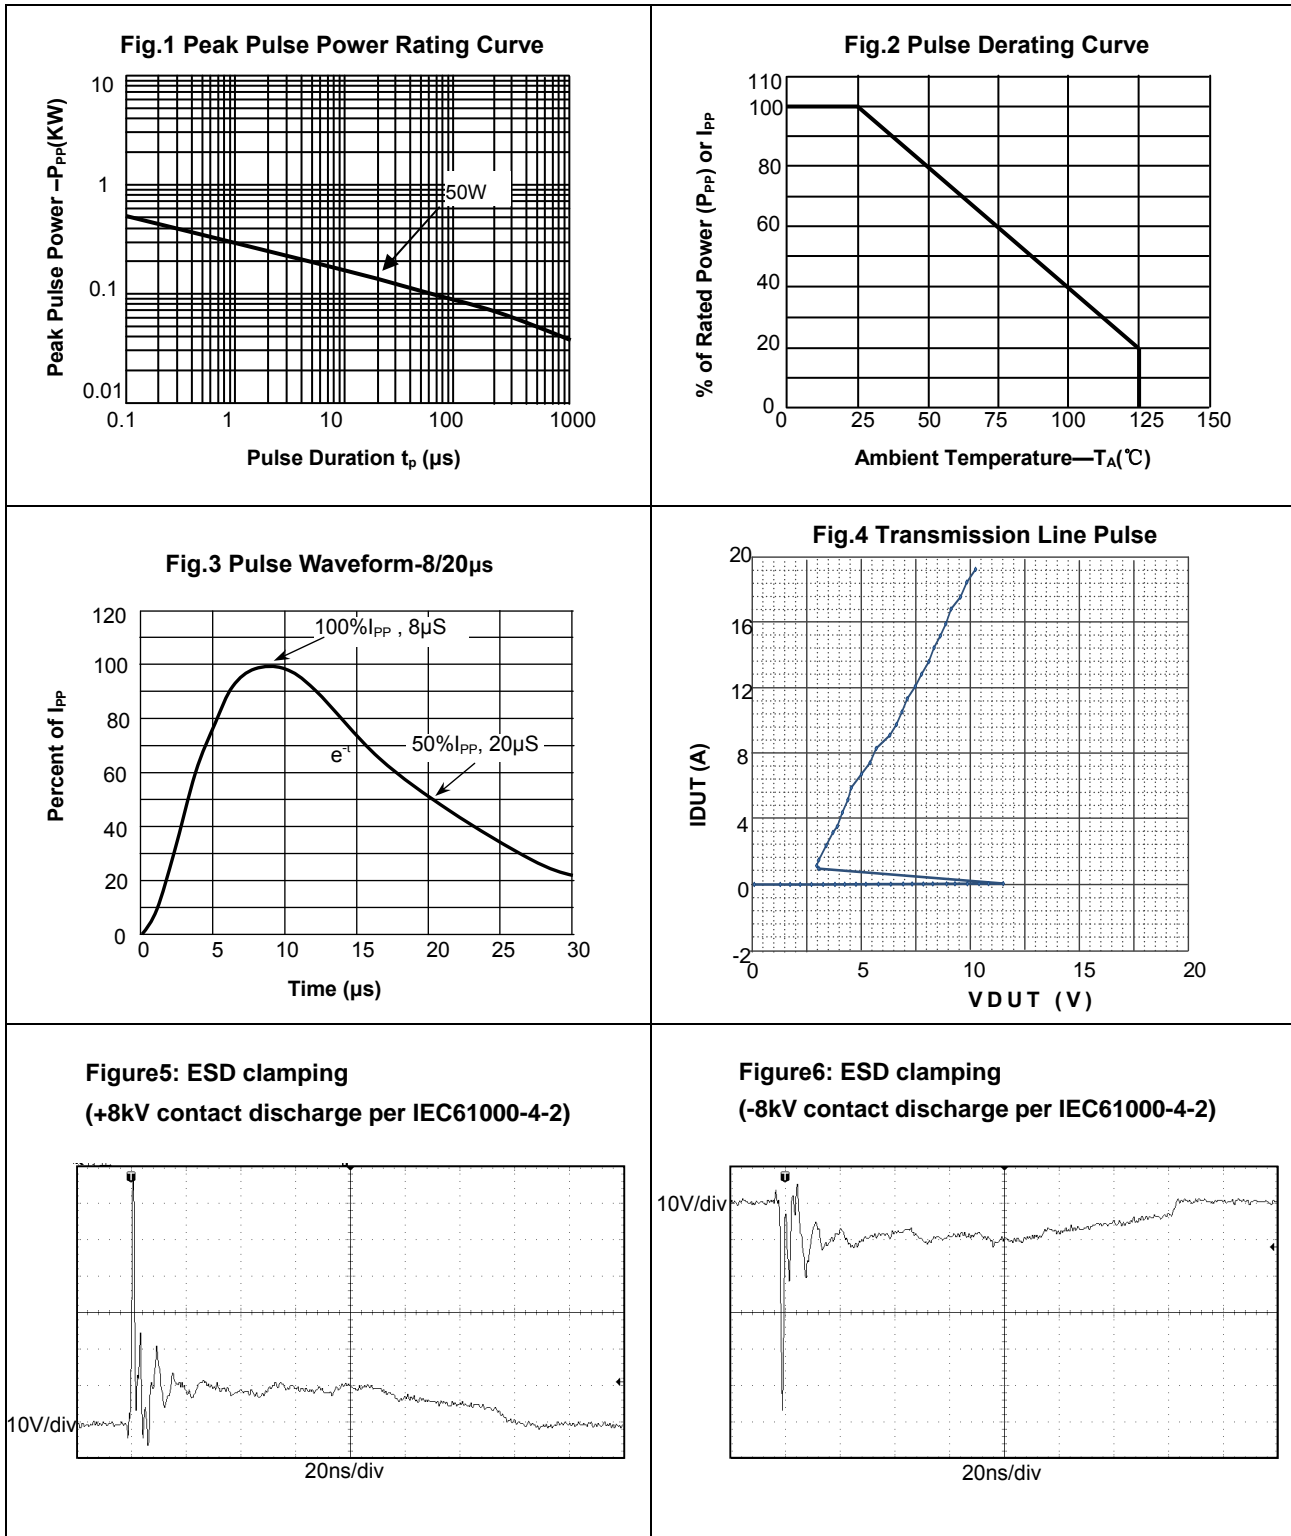 Fig.1 Peak Pulse Power Rating Curve
Peak Pulse Power –PPP(KW)
10
1
0.1
0.01
50W
0.1 1 10 100 1000
Pulse Duration tp (µs)
Fig.2 Pulse Derating Curve
% of Rated Power (PPP) or IPP
110
100
80
60
40
20
0
25 50 75 100 125 150
Ambient Temperature—TA(℃)
Fig.3 Pulse Waveform-8/20µs
Percent of IPP
120
100
80
60
40
20
0
100%IPP , 8µS
e-t
50%IPP, 20µS
0 5 10 15 20 25 30
Time (µs)
Fig.4 Transmission Line Pulse
IDUT (A)
20
16
12
8
4
0
-2
0 5 10 15 20
VDUT (V)
Figure5: ESD clamping
(+8kV contact discharge per IEC61000-4-2)
T
10V/div
20ns/div
Figure6: ESD clamping
(-8kV contact discharge per IEC61000-4-2)
T
10V/div
20ns/div